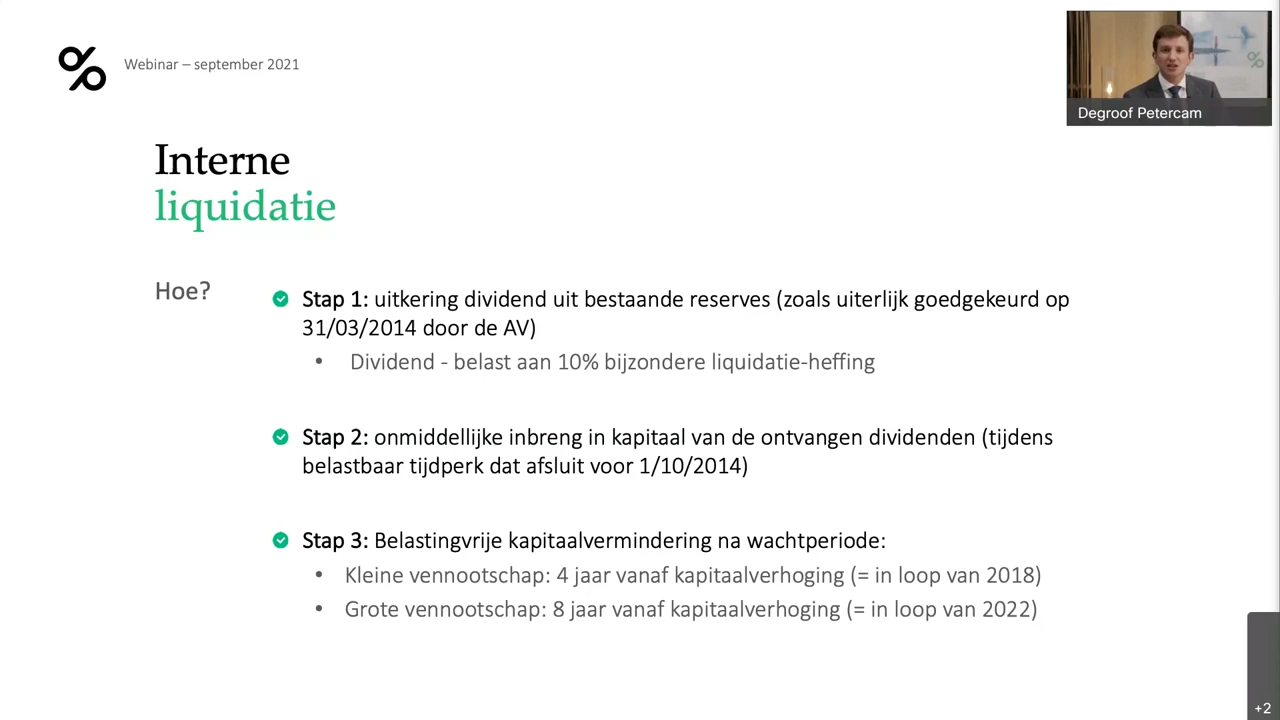 Webinar – september 2021
Degroof Petercam
Interne
liquidatie
Hoe?
Stap 1: uitkering dividend uit bestaande reserves (zoals uiterlijk goedgekeurd op
31/03/2014 door de AV)
• Dividend - belast aan 10% bijzondere liquidatie-heffing
Stap 2: onmiddellijke inbreng in kapitaal van de ontvangen dividenden (tijdens
belastbaar tijdperk dat afsluit voor 1/10/2014)
Stap 3: Belastingvrije kapitaalvermindering na wachtperiode:
• Kleine vennootschap: 4 jaar vanaf kapitaalverhoging (= in loop van 2018)
• Grote vennootschap: 8 jaar vanaf kapitaalverhoging (= in loop van 2022)
+2